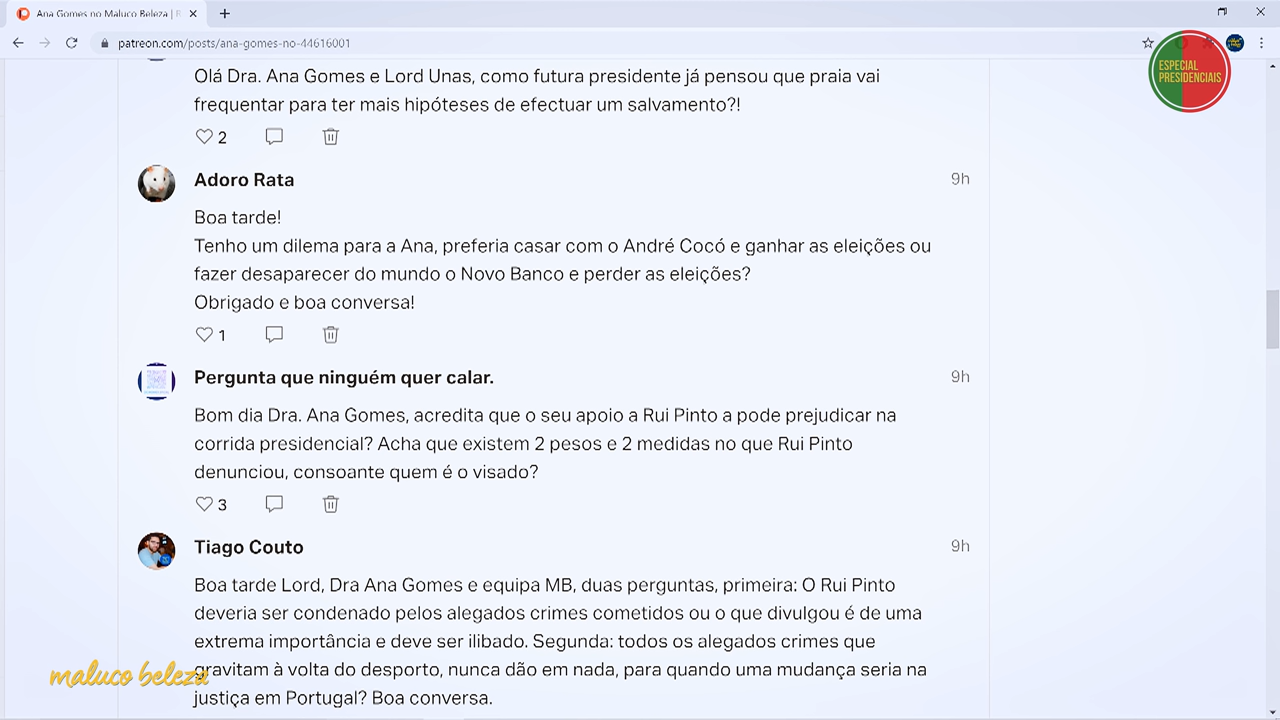 Ana Gomes no Maluco Beleza | R
patreon.com/posts/ana-gomes-no-44616001
ESPECIAL
PRESIDENCIAIS
Olá Dra. Ana Gomes e Lord Unas, como futura presidente já pensou que praia vai
frequentar para ter mais hipóteses de efectuar um salvamento?!
2
Adoro Rata
9h
Boa tarde!
Tenho um dilema para a Ana, preferia casar com o André Cocó e ganhar as eleições ou
fazer desaparecer do mundo o Novo Banco e perder as eleições?
Obrigado e boa conversa!
1
Pergunta que ninguém quer calar.
9h
Bom dia Dra. Ana Gomes, acredita que o seu apoio a Rui Pinto a pode prejudicar na
corrida presidencial? Acha que existem 2 pesos e 2 medidas no que Rui Pinto
denunciou, consoante quem é o visado?
3
Tiago Couto
9h
Boa tarde Lord, Dra Ana Gomes e equipa MB, duas perguntas, primeira: O Rui Pinto
deveria ser condenado pelos alegados crimes cometidos ou o que divulgou é de uma
extrema importância e deve ser ilibado. Segunda: todos os alegados crimes que
gravitam à volta do desporto, nunca dão em nada, para quando uma mudança seria na
justiça em Portugal? Boa conversa.
maluco beleza